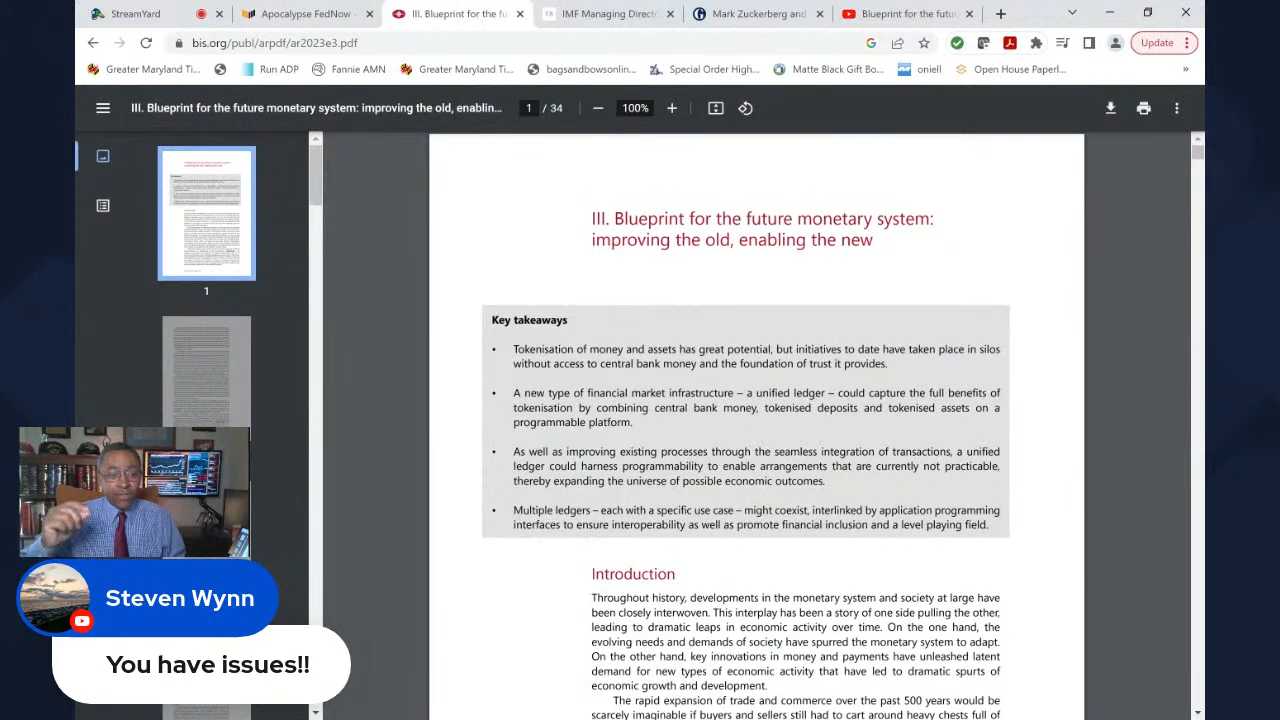 StreamYard
Apocalypse FedNow -
III. Blueprint for the fu
IMF Managing Direct
Mark Zuckerberg and
Blueprint for the futur
bis.org/publ/arpdf/ar2023e3.pdf
Update
Greater Maryland Ti...
Run ADP
Fannie AMN
Greater Maryland Ti...
bagsandbowsonlin...
Special Order High...
Matte Black Gift Bo...
oniell
Open House Paperl...
III. Blueprint for the future monetary system: improving the old, enablin...
1 / 34
100%
1
III. Blueprint for the future monetary system:
improving the old, enabling the new
Key takeaways
• Tokenisation of money and assets has great potential, but initiatives to date have taken place in silos
without access to central bank money and the foundation of trust it provides.
• A new type of financial market infrastructure – a unified ledger – could capture the full benefits of
tokenisation by combining central bank money, tokenised deposits and tokenised assets on a
programmable platform.
• As well as improving existing processes through the seamless integration of transactions, a unified
ledger could harness programmability to enable arrangements that are currently not practicable,
thereby expanding the universe of possible economic outcomes.
• Multiple ledgers – each with a specific use case – might coexist, interlinked by application programming
interfaces to ensure interoperability as well as promote financial inclusion and a level playing field.
Introduction
Throughout history, developments in the monetary system and society at large have
been closely interwoven. This interplay has been a story of one side pulling the other,
leading to dramatic leaps in economic activity over time. On the one hand, the
evolving needs and demands of society have spurred the monetary system to adapt.
On the other hand, key innovations in money and payments have unleashed latent
demand for new types of economic activity that have led to dramatic spurts of
economic growth and development.
The rapid expansion of trade and commerce over the past 500 years would be
scarcely imaginable if buyers and sellers still had to cart around heavy chests full of
Steven Wynn
You have issues!!